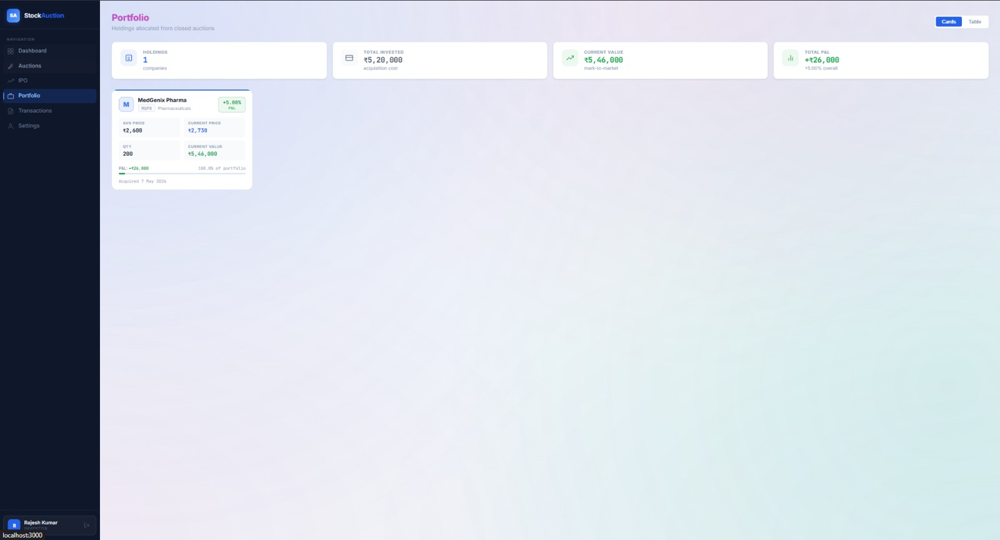 SA StockAuction
NAVIGATION
Dashboard
Auctions
IPO
Portfolio
Transactions
Settings
Portfolio
Holdings allocated from closed auctions
Cards Table
HOLDINGS
1
companies
TOTAL INVESTED
₹5,20,000
acquisition cost
CURRENT VALUE
₹5,46,000
mark-to-market
TOTAL P&L
+₹26,000
+5.00% overall
M
MedGenix Pharma
MGPX Pharmaceuticals
+5.00%
P&L
AVG PRICE
₹2,600
CURRENT PRICE
₹2,730
QTY
200
CURRENT VALUE
₹5,46,000
P&L: +₹26,000 100.0% of portfolio
Acquired 7 May 2026
R
Rajesh Kumar
INVESTOR
localhost:3000